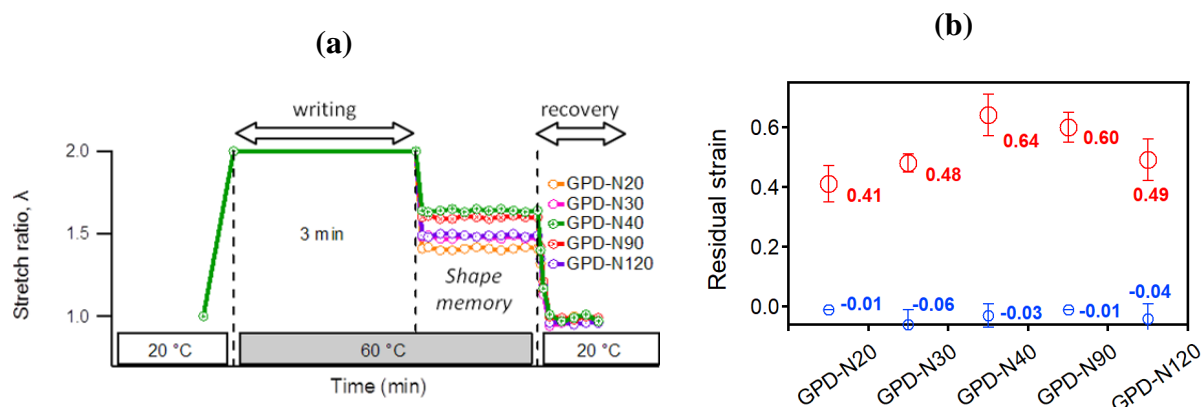 (a)
writing
recovery
2.0
1.5
1.0
Stretch ratio, λ
3 min
GPD-N20
GPD-N30
GPD-N40
GPD-N90
GPD-N120
Shape
memory
20 °C
60 °C
20 °C
Time (min)
(b)
Residual strain
0.6
0.4
0.2
0.0
0.41
0.48
0.64
0.60
0.49
-0.01
-0.06
-0.03
-0.01
-0.04
GPD-N20
GPD-N30
GPD-N40
GPD-N90
GPD-N120